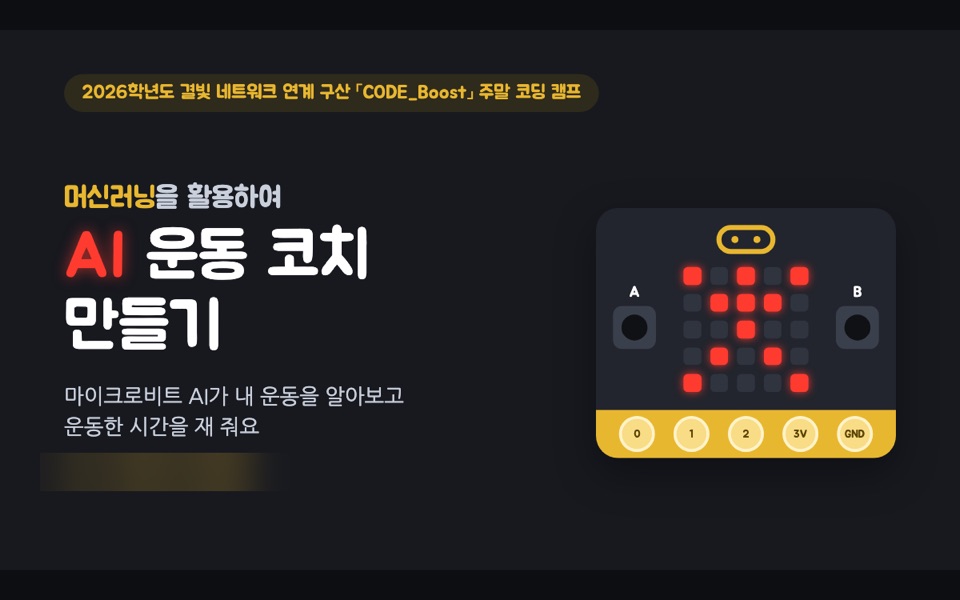 2026학년도 결빛 네트워크 연계 구산 「CODE_Boost」 주말 코딩 캠프
머신러닝을 활용하여
AI 운동 코치
만들기
마이크로비트 AI가 내 운동을 알아보고
운동한 시간을 재 줘요
A
B
0 1 2 3V GND